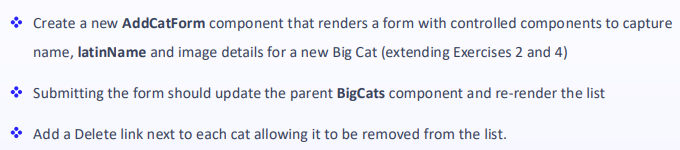 ❖ Create a new AddCatForm component that renders a form with controlled components to capture
name, latinName and image details for a new Big Cat (extending Exercises 2 and 4)
❖ Submitting the form should update the parent BigCats component and re-render the list
❖ Add a Delete link next to each cat allowing it to be removed from the list.